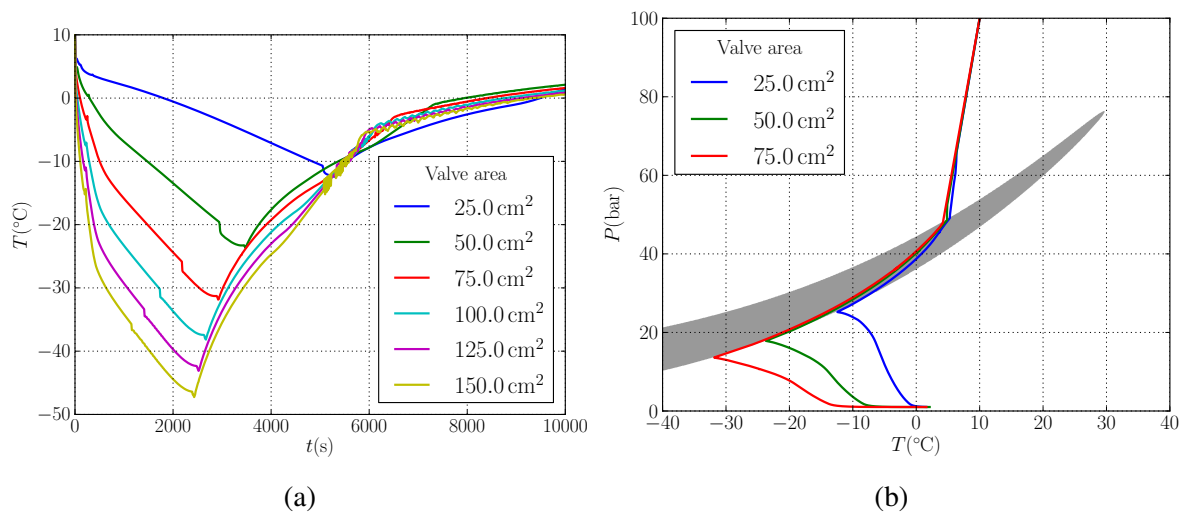 10
0
−10
−20
−30
−40
−50
0
2000
4000
6000
8000
10000
T(°C)
t(s)
Valve area
25.0 cm²
50.0 cm²
75.0 cm²
100.0 cm²
125.0 cm²
150.0 cm²
(a)
100
80
60
40
20
0
−40
−30
−20
−10
0
10
20
30
40
P(bar)
T(°C)
Valve area
25.0 cm²
50.0 cm²
75.0 cm²
(b)